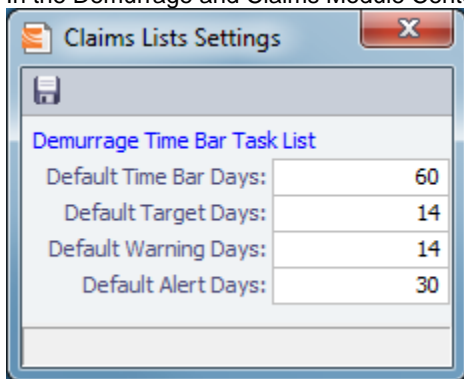 In the Demurrage and Claims Module Cent
Claims Lists Settings
Demurrage Time Bar Task List
Default Time Bar Days: 60
Default Target Days: 14
Default Warning Days: 14
Default Alert Days: 30